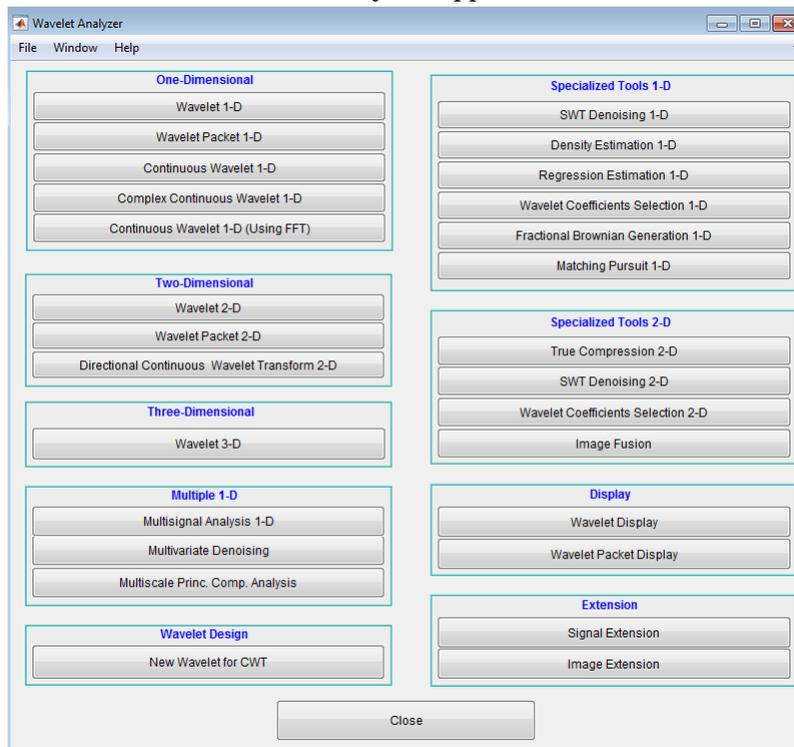 Wavelet Analyzer
File Window Help
One-Dimensional
Wavelet 1-D
Wavelet Packet 1-D
Continuous Wavelet 1-D
Complex Continuous Wavelet 1-D
Continuous Wavelet 1-D (Using FFT)
Two-Dimensional
Wavelet 2-D
Wavelet Packet 2-D
Directional Continuous Wavelet Transform 2-D
Three-Dimensional
Wavelet 3-D
Multiple 1-D
Multisignal Analysis 1-D
Multivariate Denoising
Multiscale Princ. Comp. Analysis
Wavelet Design
New Wavelet for CWT
Specialized Tools 1-D
SWT Denoising 1-D
Density Estimation 1-D
Regression Estimation 1-D
Wavelet Coefficients Selection 1-D
Fractional Brownian Generation 1-D
Matching Pursuit 1-D
Specialized Tools 2-D
True Compression 2-D
SWT Denoising 2-D
Wavelet Coefficients Selection 2-D
Image Fusion
Display
Wavelet Display
Wavelet Packet Display
Extension
Signal Extension
Image Extension
Close